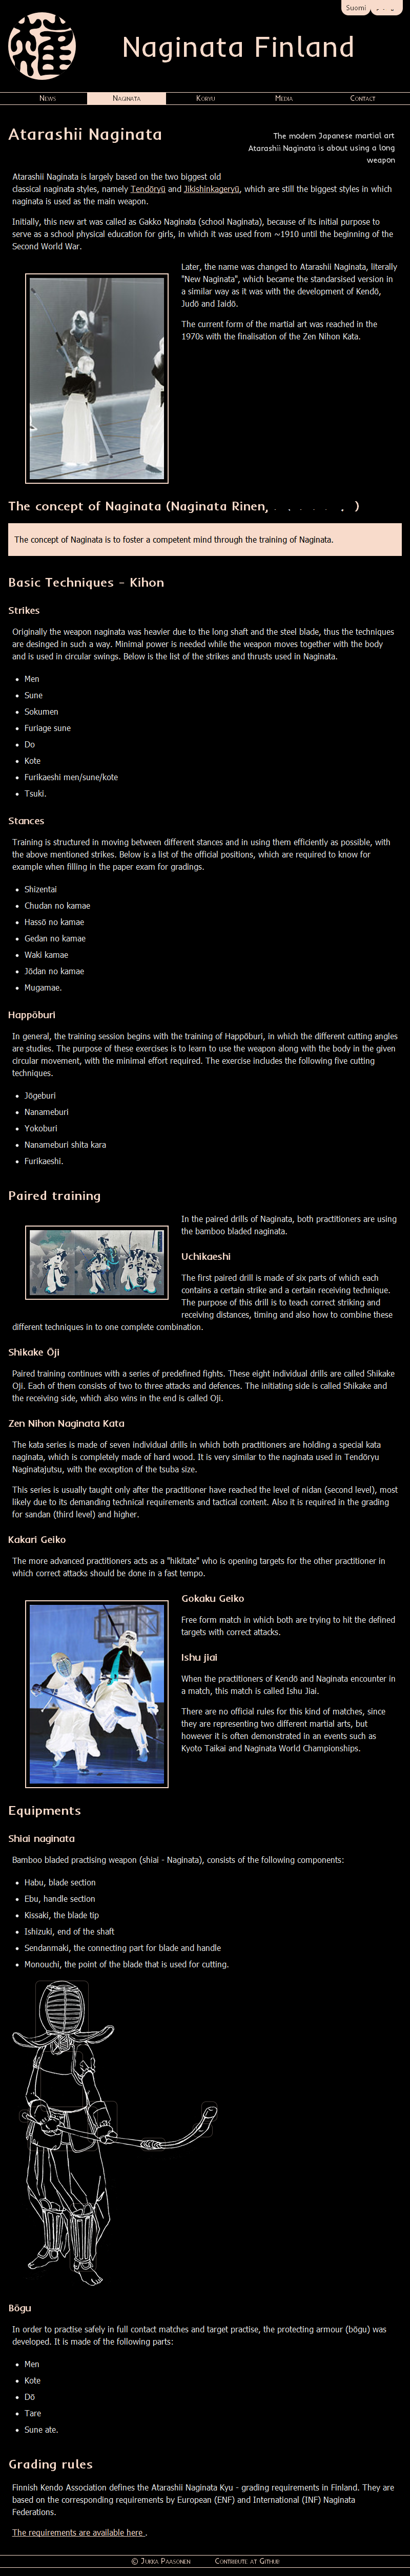 Suomi
Naginata Finland
News Naginata Koryu Media Contact
Atarashii Naginata
The modern Japanese martial art
Atarashii Naginata is about using a long
weapon
Atarashii Naginata is largely based on the two biggest old
classical naginata styles, namely Tendōryū and Jikishinkageryū, which are still the biggest styles in which
naginata is used as the main weapon.
Initially, this new art was called as Gakko Naginata (school Naginata), because of its initial purpose to
serve as a school physical education for girls, in which it was used from ~1910 until the beginning of the
Second World War.
Later, the name was changed to Atarashii Naginata, literally
"New Naginata", which became the standarsised version in
a similar way as it was with the development of Kendō,
Judō and Iaidō.
The current form of the martial art was reached in the
1970s with the finalisation of the Zen Nihon Kata.
The concept of Naginata (Naginata Rinen, )
The concept of Naginata is to foster a competent mind through the training of Naginata.
Basic Techniques - Kihon
Strikes
Originally the weapon naginata was heavier due to the long shaft and the steel blade, thus the techniques
are desinged in such a way. Minimal power is needed while the weapon moves together with the body
and is used in circular swings. Below is the list of the strikes and thrusts used in Naginata.
• Men
• Sune
• Sokumen
• Furiage sune
• Do
• Kote
• Furikaeshi men/sune/kote
• Tsuki.
Stances
Training is structured in moving between different stances and in using them efficiently as possible, with
the above mentioned strikes. Below is a list of the official positions, which are required to know for
example when filling in the paper exam for gradings.
• Shizentai
• Chudan no kamae
• Hassō no kamae
• Gedan no kamae
• Waki kamae
• Jōdan no kamae
• Mugamae.
Happōburi
In general, the training session begins with the training of Happōburi, in which the different cutting angles
are studies. The purpose of these exercises is to learn to use the weapon along with the body in the given
circular movement, with the minimal effort required. The exercise includes the following five cutting
techniques.
• Jōgeburi
• Nanameburi
• Yokoburi
• Nanameburi shita kara
• Furikaeshi.
Paired training
In the paired drills of Naginata, both practitioners are using
the bamboo bladed naginata.
Uchikaeshi
The first paired drill is made of six parts of which each
contains a certain strike and a certain receiving technique.
The purpose of this drill is to teach correct striking and
receiving distances, timing and also how to combine these
different techniques in to one complete combination.
Shikake Ōji
Paired training continues with a series of predefined fights. These eight individual drills are called Shikake
Oji. Each of them consists of two to three attacks and defences. The initiating side is called Shikake and
the receiving side, which also wins in the end is called Oji.
Zen Nihon Naginata Kata
The kata series is made of seven individual drills in which both practitioners are holding a special kata
naginata, which is completely made of hard wood. It is very similar to the naginata used in Tendōryu
Naginatajutsu, with the exception of the tsuba size.
This series is usually taught only after the practitioner have reached the level of nidan (second level), most
likely due to its demanding technical requirements and tactical content. Also it is required in the grading
for sandan (third level) and higher.
Kakari Geiko
The more advanced practitioners acts as a "hikitate" who is opening targets for the other practitioner in
which correct attacks should be done in a fast tempo.
Gokaku Geiko
Free form match in which both are trying to hit the defined
targets with correct attacks.
Ishu jiai
When the practitioners of Kendō and Naginata encounter in
a match, this match is called Ishu Jiai.
There are no official rules for this kind of matches, since
they are representing two different martial arts, but
however it is often demonstrated in an events such as
Kyoto Taikai and Naginata World Championships.
Equipments
Shiai naginata
Bamboo bladed practising weapon (shiai - Naginata), consists of the following components:
• Habu, blade section
• Ebu, handle section
• Kissaki, the blade tip
• Ishizuki, end of the shaft
• Sendanmaki, the connecting part for blade and handle
• Monouchi, the point of the blade that is used for cutting.
Bōgu
In order to practise safely in full contact matches and target practise, the protecting armour (bōgu) was
developed. It is made of the following parts:
• Men
• Kote
• Dō
• Tare
• Sune ate.
Grading rules
Finnish Kendo Association defines the Atarashii Naginata Kyu - grading requirements in Finland. They are
based on the corresponding requirements by European (ENF) and International (INF) Naginata
Federations.
The requirements are available here .
© Jukka Paasonen Contribute at Github